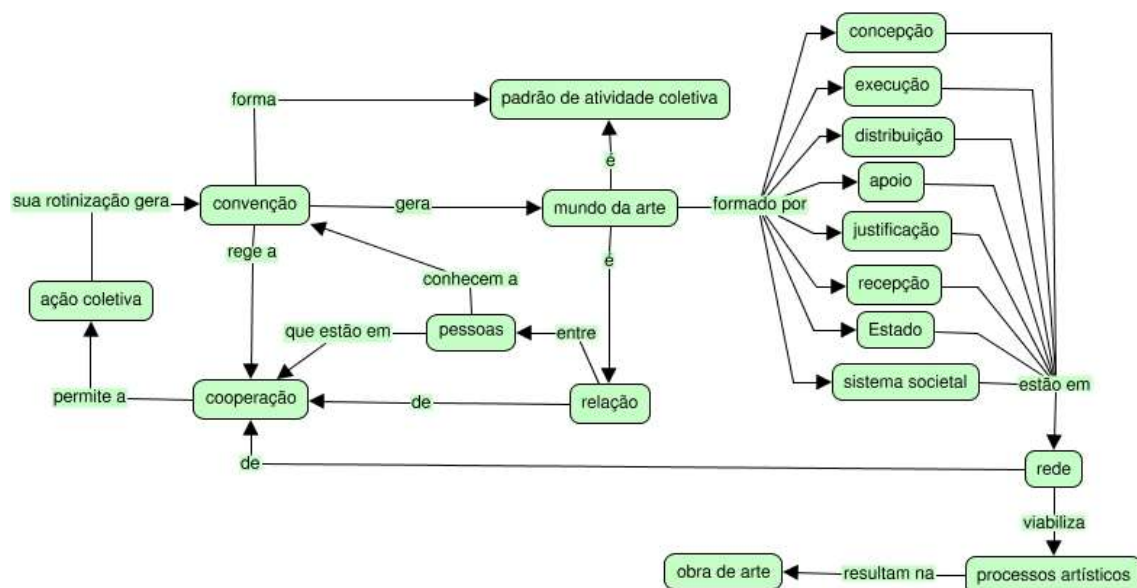 concepção
execução
forma
padrão de atividade coletiva
distribuição
é
apoio
sua rotinização gera
convenção
gera
mundo da arte
formado por
justificação
rege a
é
conhecem a
recepção
ação coletiva
que estão em
pessoas
entre
Estado
sistema societal
estão em
permite a
cooperação
de
relação
de
rede
viabiliza
obra de arte
resultam na
processos artísticos